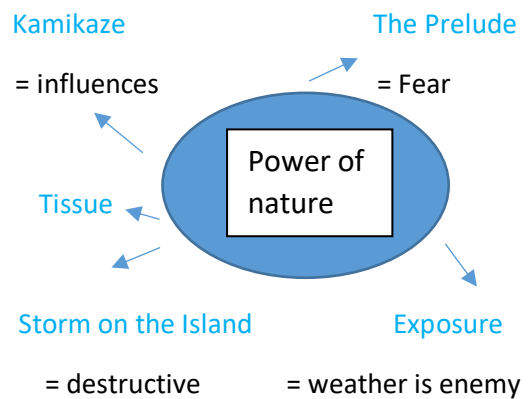 Kamikaze
The Prelude
= influences
= Fear
Power of
nature
Tissue
Storm on the Island
Exposure
= destructive
= weather is enemy